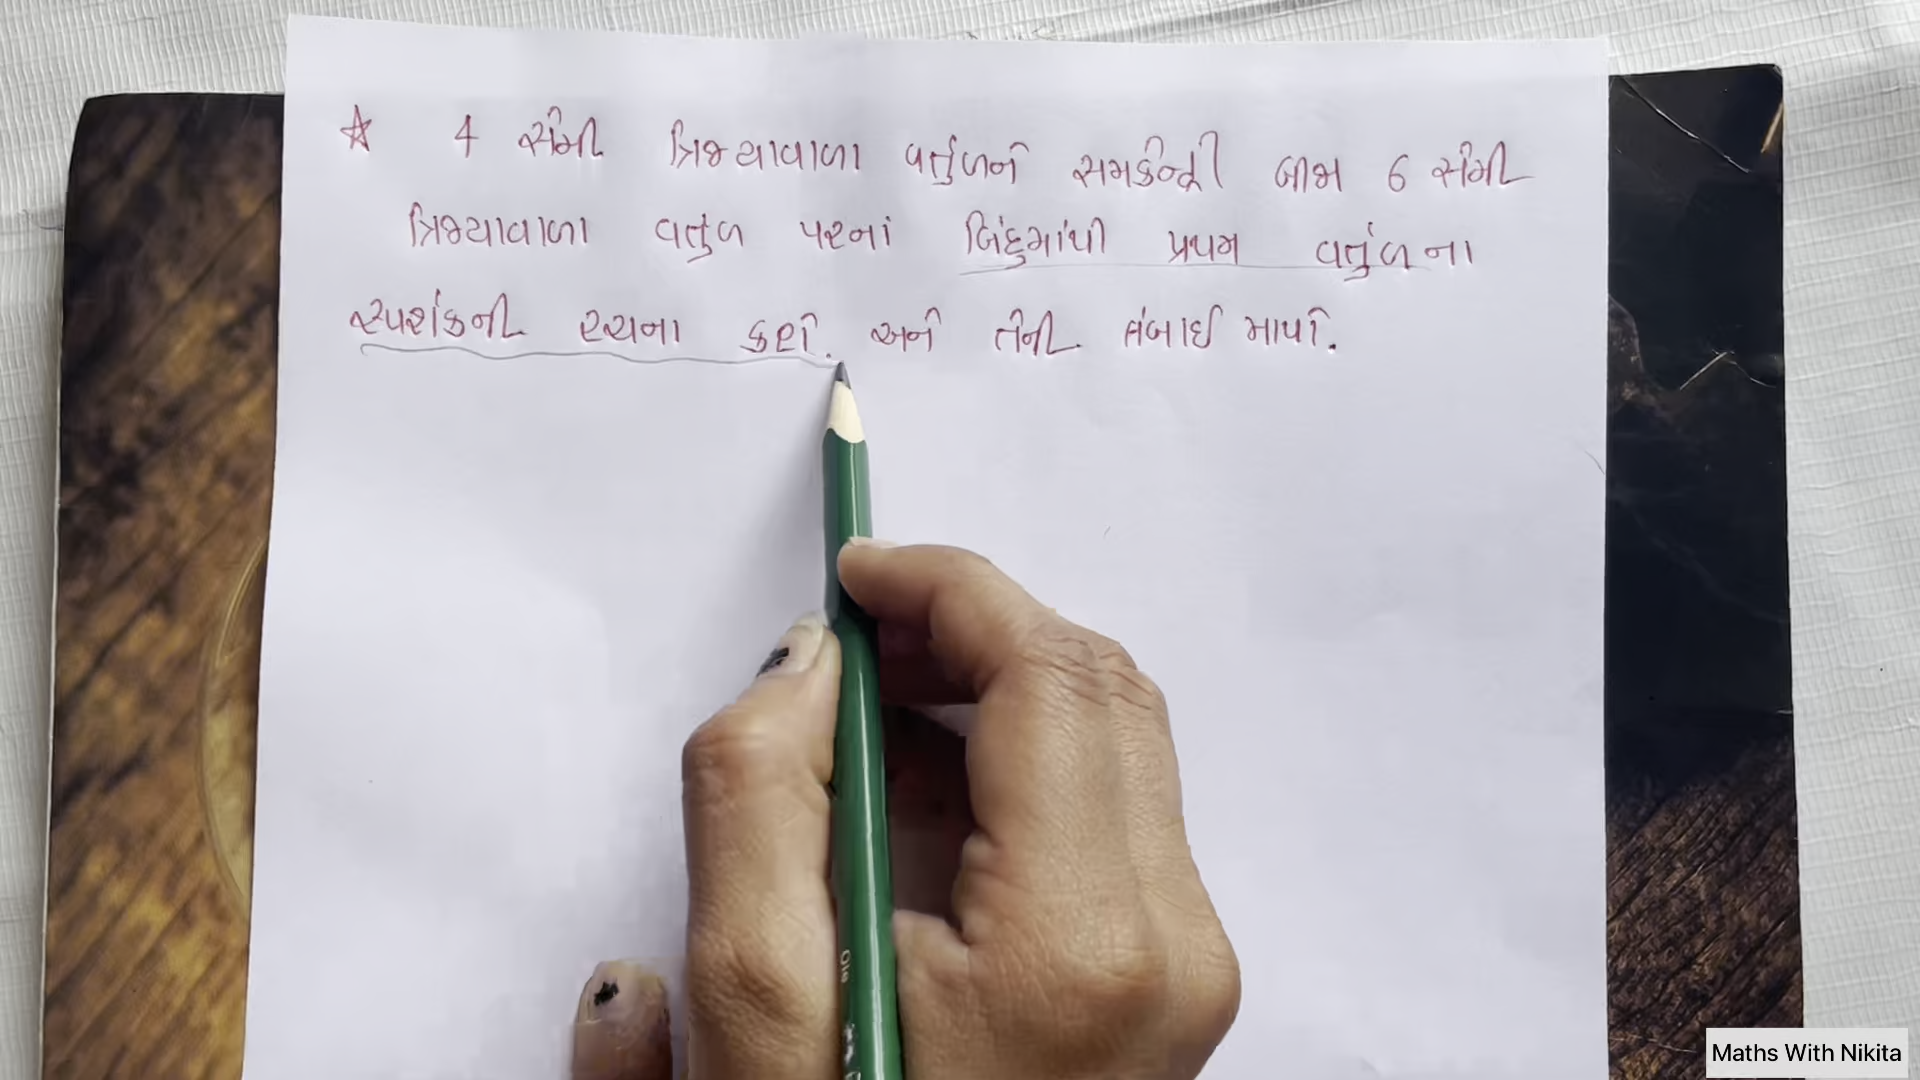 ☆ 4 સેમી ત્રિજ્યાવાળા વર્તુળને સમકેન્દ્રી બીજા 6 સેમી
ત્રિજ્યાવાળા વર્તુળ પરનાં બિંદુમાંથી પ્રથમ વર્તુળના
સ્પર્શકની રચના કરો. અને તેની લંબાઈ માપો.
Maths With Nikita